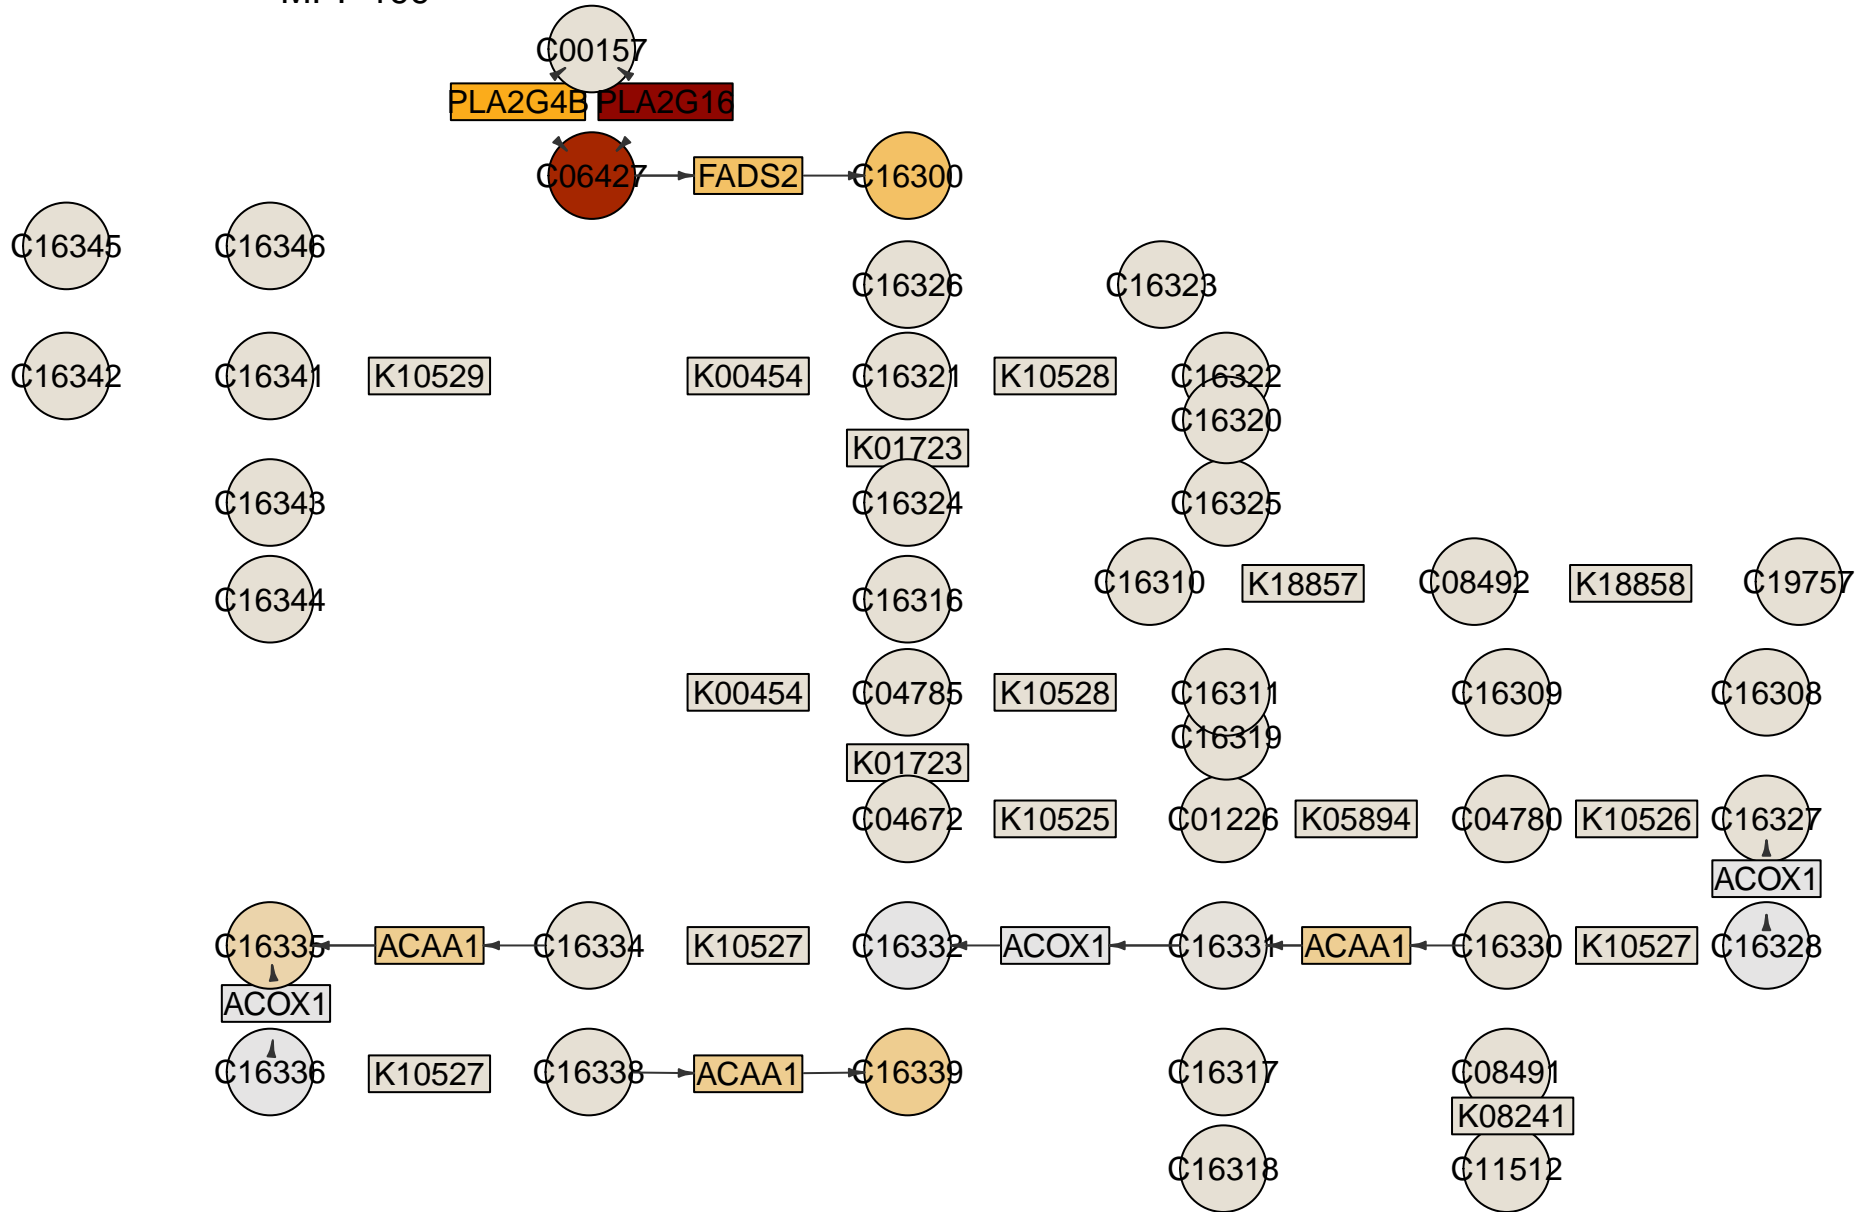 C00157
PLA2G4B PLA2G16
C06427 FADS2 C16300
C16345 C16346
C16326 C16323
C16342 C16341 K10529 K00454 C16321 K10528 C16322
C16320
K01723
C16343 C16324 C16325
C16310 K18857 C08492 K18858 C19757
C16344 C16316
K00454 C04785 K10528 C16311 C16309 C16308
C16319
K01723
C04672 K10525 C01226 K05894 C04780 K10526 C16327
ACOX1
C16335 ACAA1 C16334 K10527 C16332 ACOX1 C16331 ACAA1 C16330 K10527 C16328
ACOX1
C16336 K10527 C16338 ACAA1 C16339 C16317 C08491
K08241
C16318 C11512